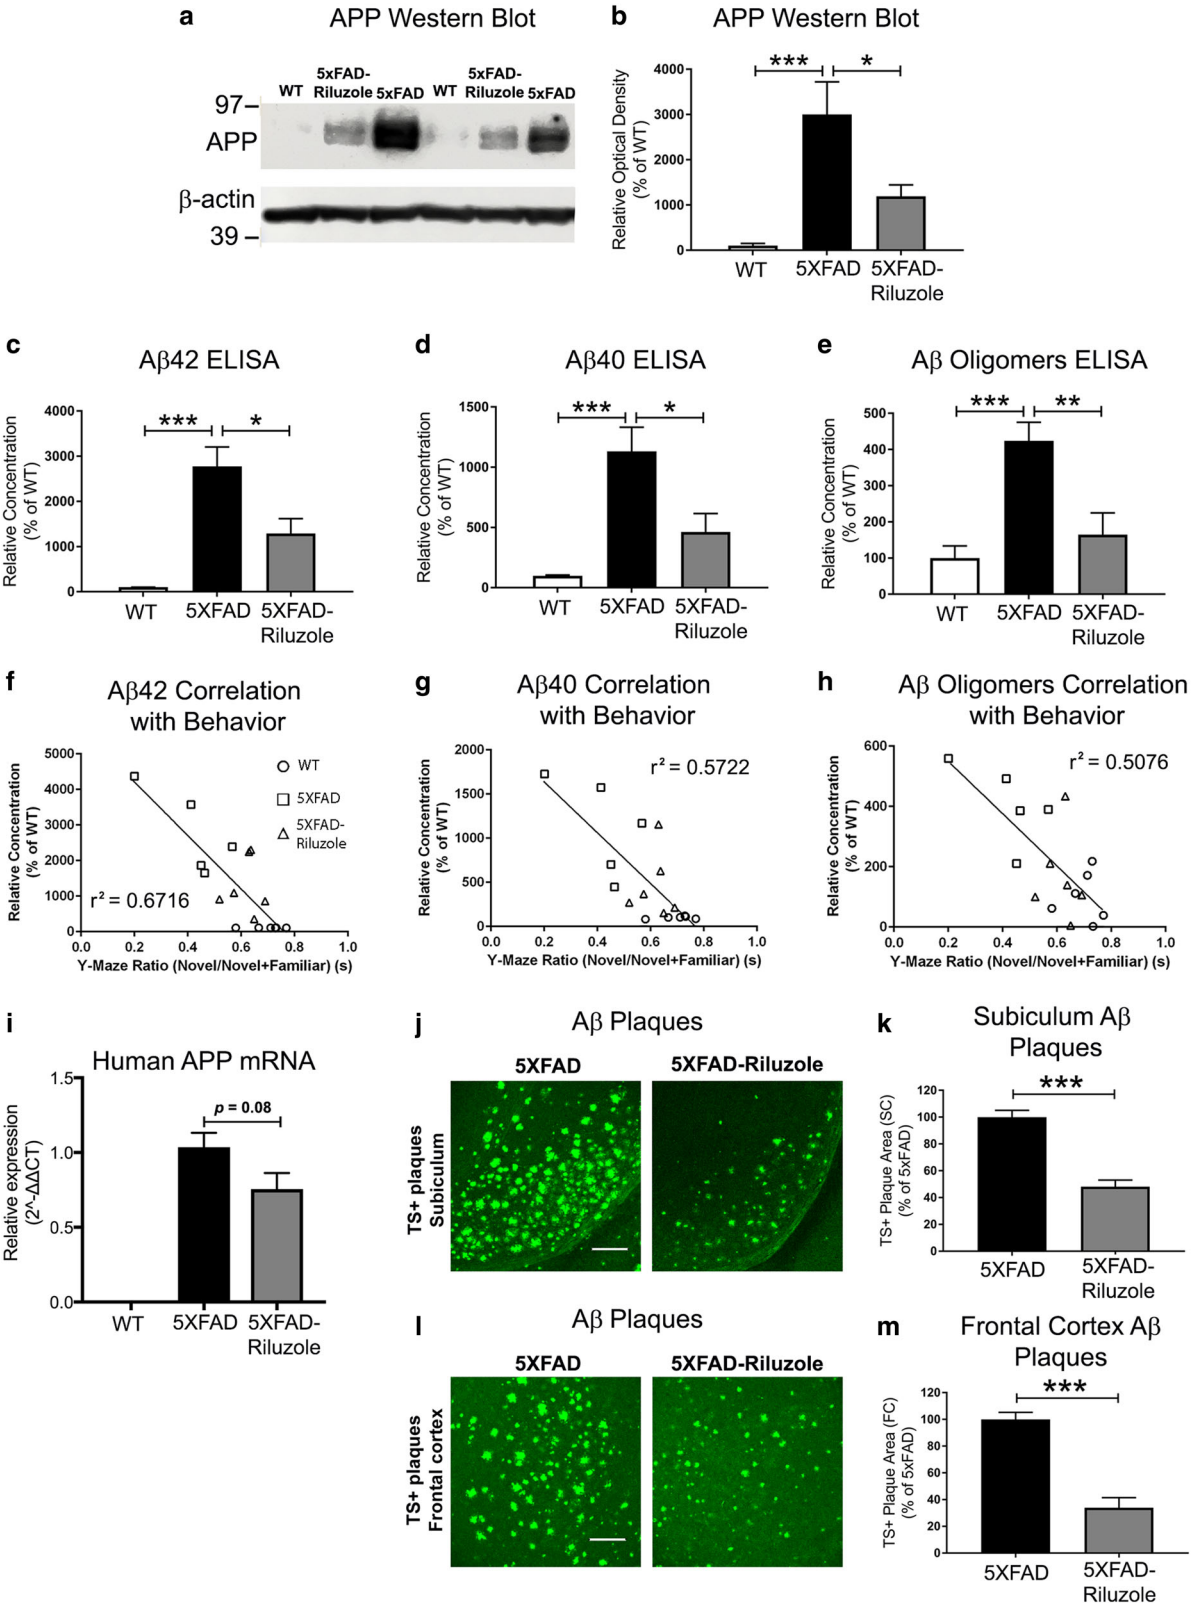 a
APP Western Blot
WT
5xFAD-
Riluzole
5xFAD
WT
5xFAD-
Riluzole
5xFAD
97
APP
β-actin
39
b
APP Western Blot
Relative Optical Density
(% of WT)
4000
3000
2000
1000
0
***
*
WT
5XFAD
5XFAD-
Riluzole
c
Aβ42 ELISA
Relative Concentration
(% of WT)
4000
3000
2000
1000
0
***
*
WT
5XFAD
5XFAD-
Riluzole
d
Aβ40 ELISA
Relative Concentration
(% of WT)
1500
1000
500
0
***
*
WT
5XFAD
5XFAD-
Riluzole
e
Aβ Oligomers ELISA
Relative Concentration
(% of WT)
500
400
300
200
100
0
***
**
WT
5XFAD
5XFAD-
Riluzole
f
Aβ42 Correlation
with Behavior
Relative Concentration
(% of WT)
5000
4000
3000
2000
1000
0
WT
5XFAD
5XFAD-
Riluzole
r² = 0.6716
0.0 0.2 0.4 0.6 0.8 1.0
Y-Maze Ratio (Novel/Novel+Familiar) (s)
g
Aβ40 Correlation
with Behavior
Relative Concentration
(% of WT)
2000
1500
1000
500
0
r² = 0.5722
0.0 0.2 0.4 0.6 0.8 1.0
Y-Maze Ratio (Novel/Novel+Familiar) (s)
h
Aβ Oligomers Correlation
with Behavior
Relative Concentration
(% of WT)
600
400
200
0
r² = 0.5076
0.0 0.2 0.4 0.6 0.8 1.0
Y-Maze Ratio (Novel/Novel+Familiar) (s)
i
Human APP mRNA
Relative expression
(2^-ΔΔCT)
1.5
1.0
0.5
0.0
p = 0.08
WT
5XFAD
5XFAD-
Riluzole
j
Aβ Plaques
5XFAD
5XFAD-Riluzole
TS+ plaques
Subiculum
k
Subiculum Aβ
Plaques
TS+ Plaque Area (SC)
(% of 5xFAD)
120
100
80
60
40
20
0
***
5XFAD
5XFAD-
Riluzole
l
Aβ Plaques
5XFAD
5XFAD-Riluzole
TS+ plaques
Frontal cortex
m
Frontal Cortex Aβ
Plaques
TS+ Plaque Area (FC)
(% of 5xFAD)
120
100
80
60
40
20
0
***
5XFAD
5XFAD-
Riluzole